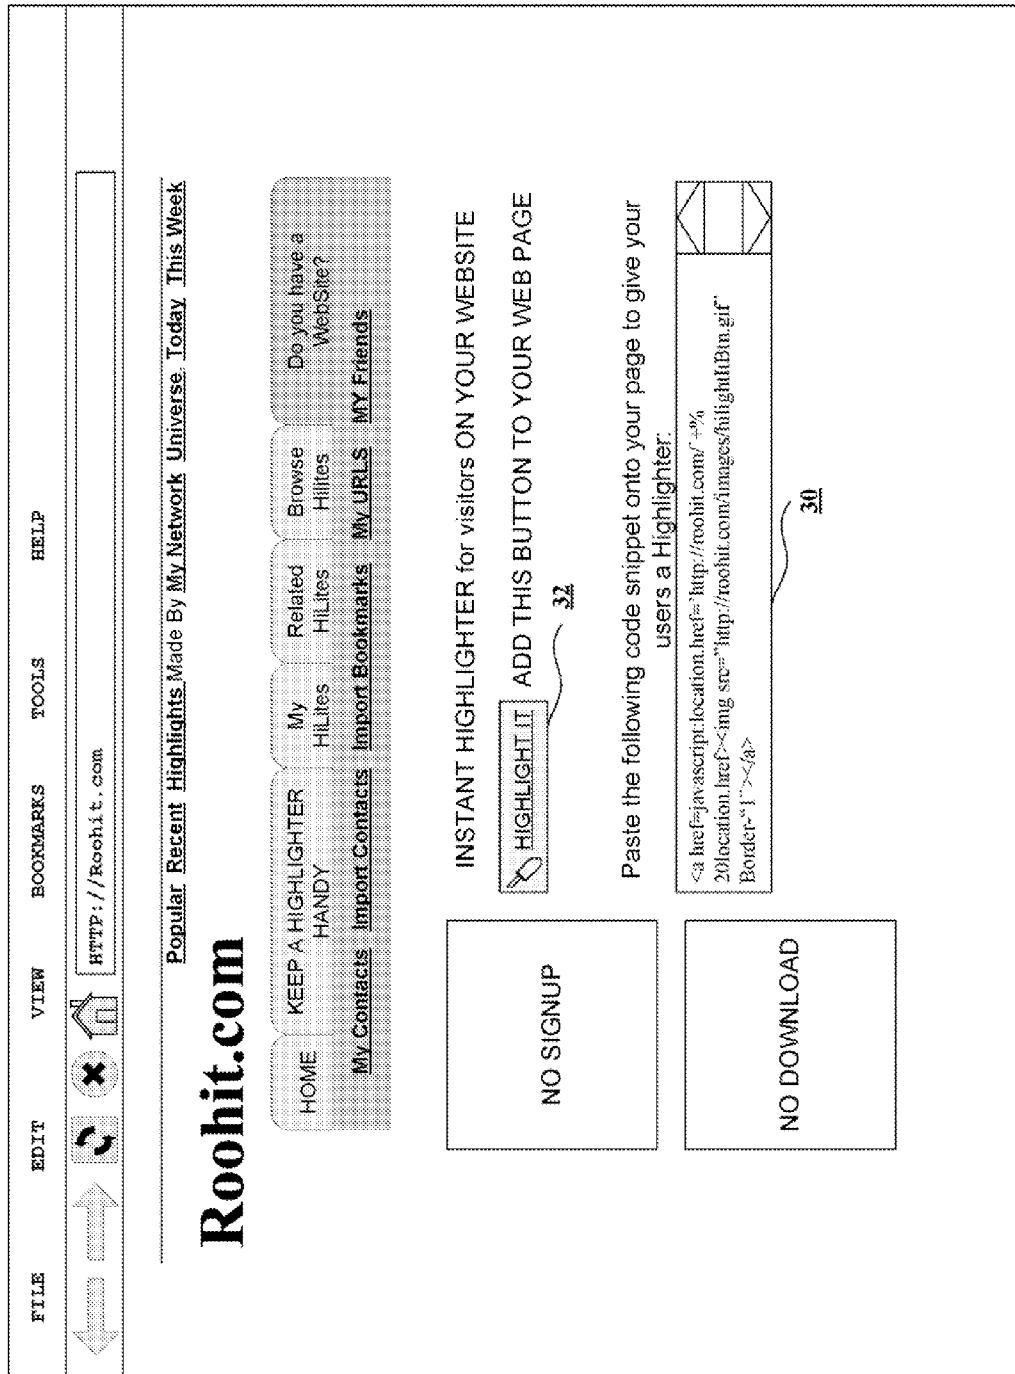 FILE EDIT VIEW BOOKMARKS TOOLS HELP
HTTP://Roohit.com
Popular Recent Highlights Made By My Network Universe Today This Week
Roohit.com
HOME
KEEP A HIGHLIGHTER
HANDY
My
HiLites
Related
HiLites
Browse
Hilites
Do you have a
WebSite?
My Contacts Import Contacts Import Bookmarks My URLS MY Friends
NO SIGNUP
NO DOWNLOAD
INSTANT HIGHLIGHTER for visitors ON YOUR WEBSITE
HIGHLIGHT IT ADD THIS BUTTON TO YOUR WEB PAGE
32
Paste the following code snippet onto your page to give your
users a Highlighter:
<a href=javascript:location.href='http://roohit.com/'+%
20location.href><img src="http://roohit.com/images/hilightItBtn.gif"
Border="1"></a>
30